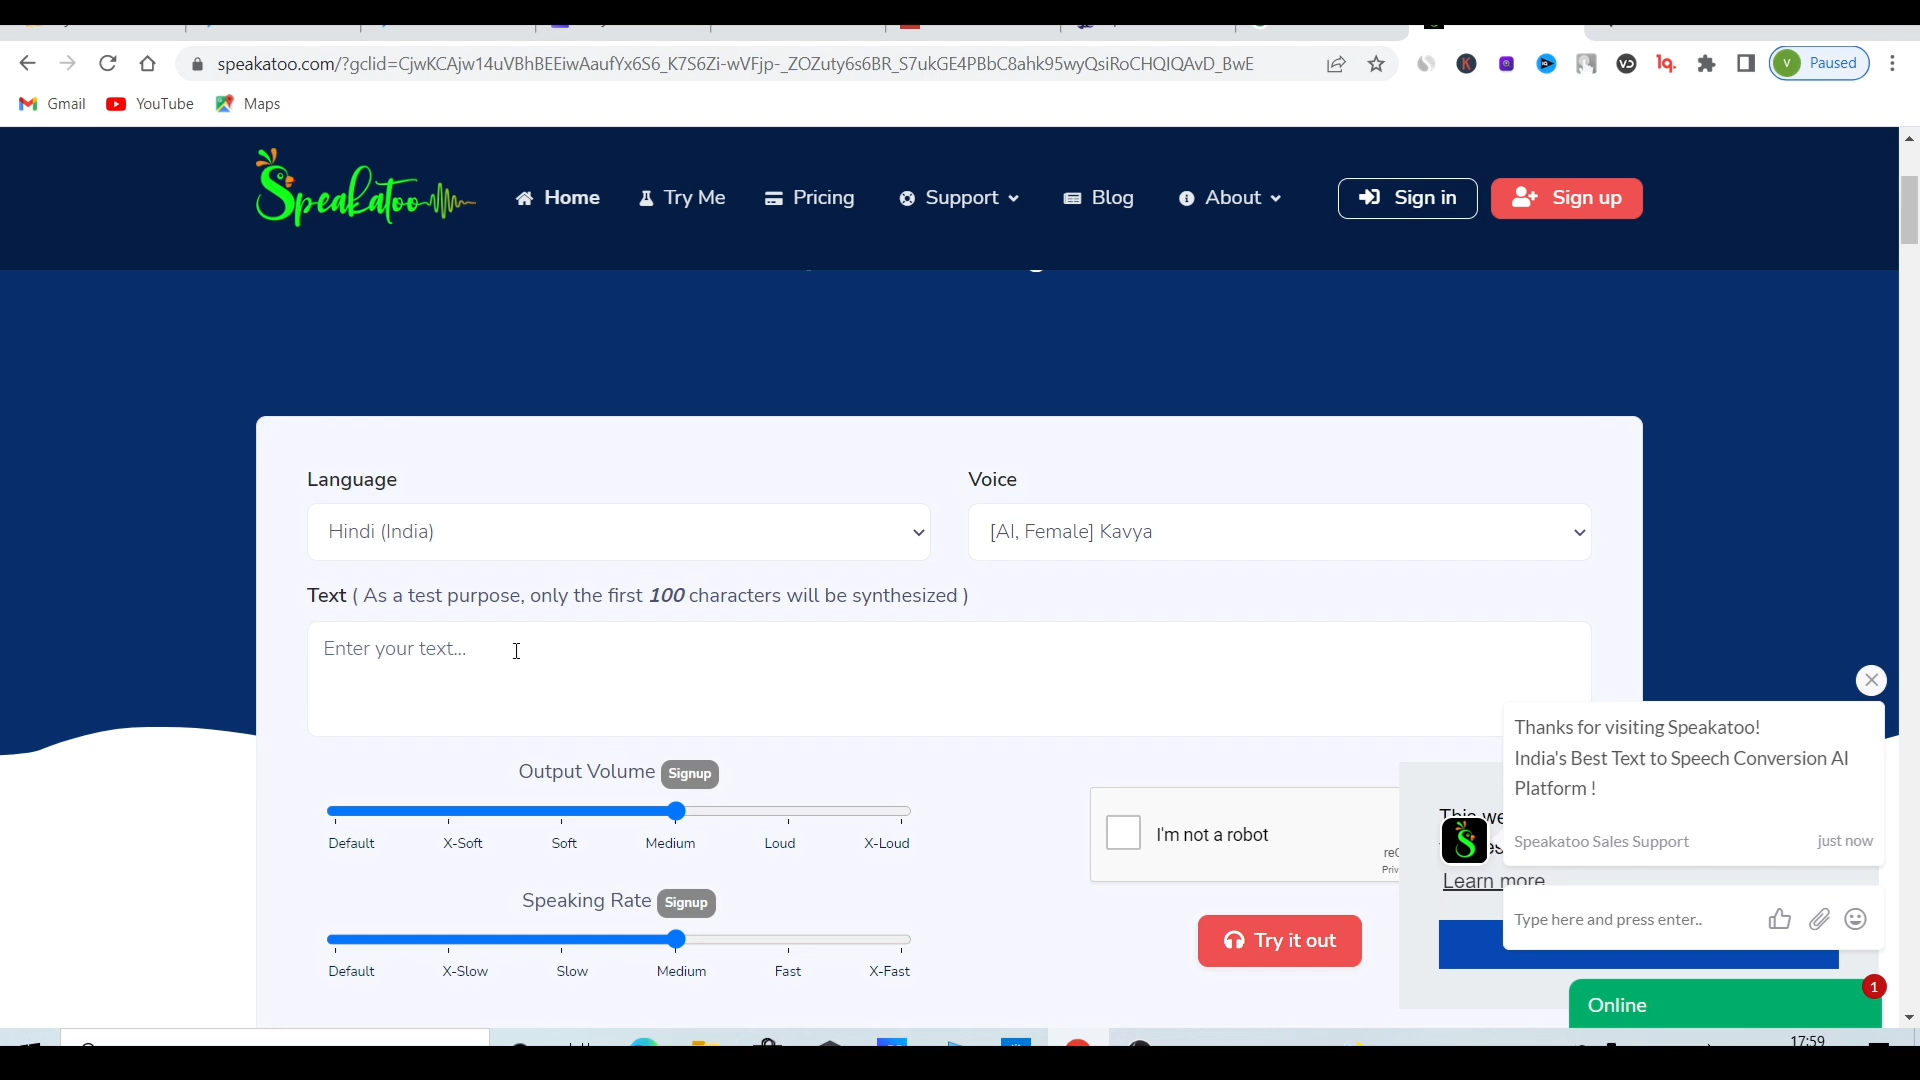 speakatoo.com/?gclid=CjwKCAjw14uVBhBEEiwAaufYx6S6_K7S6Zi-wVFjp-_ZOZuty6s6BR_S7ukGE4PBbC8ahk95wyQsiRoCHQIQAvD_BwE
V Paused
Gmail YouTube Maps
Speakatoo Home Try Me Pricing Support Blog About Sign in Sign up
Language
Hindi (India)
Voice
[AI, Female] Kavya
Text ( As a test purpose, only the first 100 characters will be synthesized )
Enter your text...
Output Volume Signup
Default X-Soft Soft Medium Loud X-Loud
Speaking Rate Signup
Default X-Slow Slow Medium Fast X-Fast
I'm not a robot
Try it out
Learn more
Thanks for visiting Speakatoo!
India's Best Text to Speech Conversion AI
Platform !
Speakatoo Sales Support just now
Type here and press enter..
1
Online
17:59